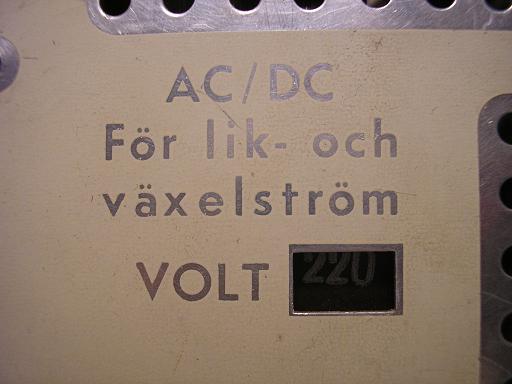 AC/DC
För lik- och
växelström
VOLT 220